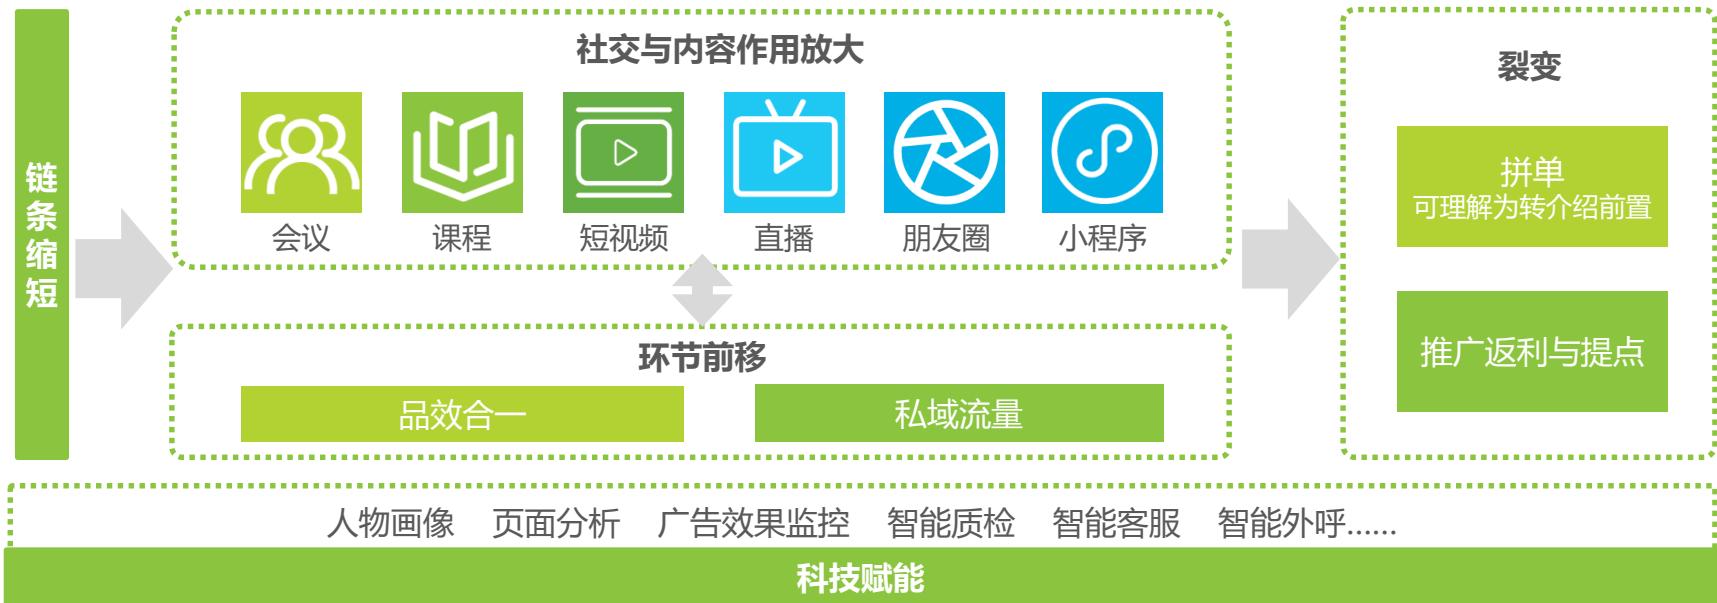 链条缩短
社交与内容作用放大
会议 课程 短视频 直播 朋友圈 小程序
环节前移
品效合一 私域流量
裂变
拼单
可理解为转介绍前置
推广返利与提点
人物画像 页面分析 广告效果监控 智能质检 智能客服 智能外呼……
科技赋能